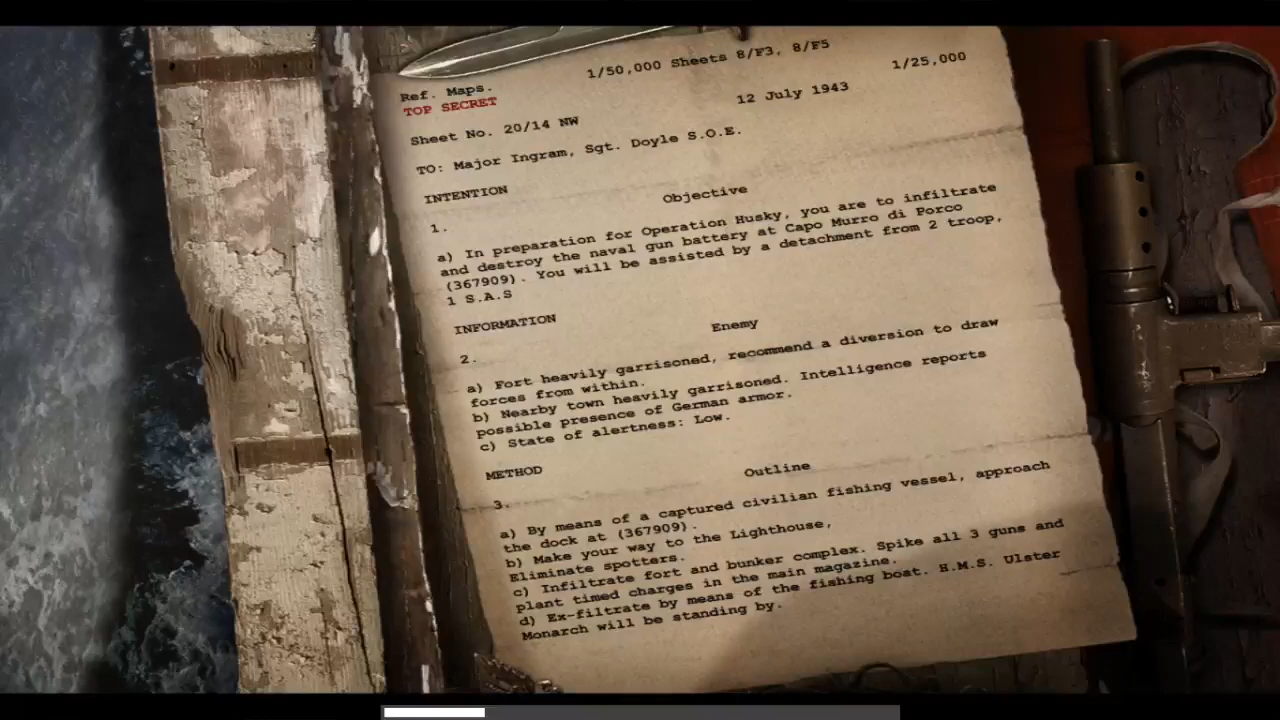 1/50,000 Sheets 8/F3, 8/F5
Ref. Maps. 1/25,000
TOP SECRET
12 July 1943
Sheet No. 20/14 NW
TO: Major Ingram, Sgt. Doyle S.O.E.
INTENTION
Objective
1.
a) In preparation for Operation Husky, you are to infiltrate
and destroy the naval gun battery at Capo Murro di Porco
(367909). You will be assisted by a detachment from 2 troop,
1 S.A.S
INFORMATION
Enemy
2.
a) Fort heavily garrisoned, recommend a diversion to draw
forces from within.
b) Nearby town heavily garrisoned. Intelligence reports
possible presence of German armor.
c) State of alertness: Low.
METHOD
Outline
3.
a) By means of a captured civilian fishing vessel, approach
the dock at (367909).
b) Make your way to the Lighthouse,
Eliminate spotters.
c) Infiltrate fort and bunker complex. Spike all 3 guns and
plant timed charges in the main magazine.
d) Ex-filtrate by means of the fishing boat. H.M.S. Ulster
Monarch will be standing by.